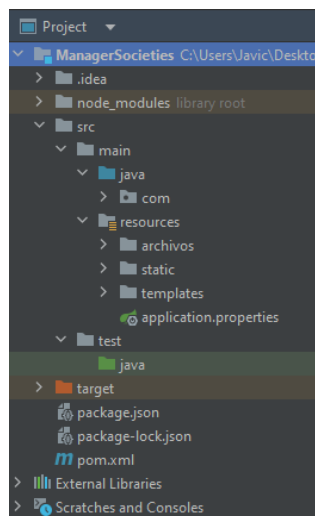 Project
ManagerSocieties C:\Users\Javic\Deskto
.idea
node_modules library root
src
main
java
com
resources
archivos
static
templates
application.properties
test
java
target
package.json
package-lock.json
pom.xml
External Libraries
Scratches and Consoles